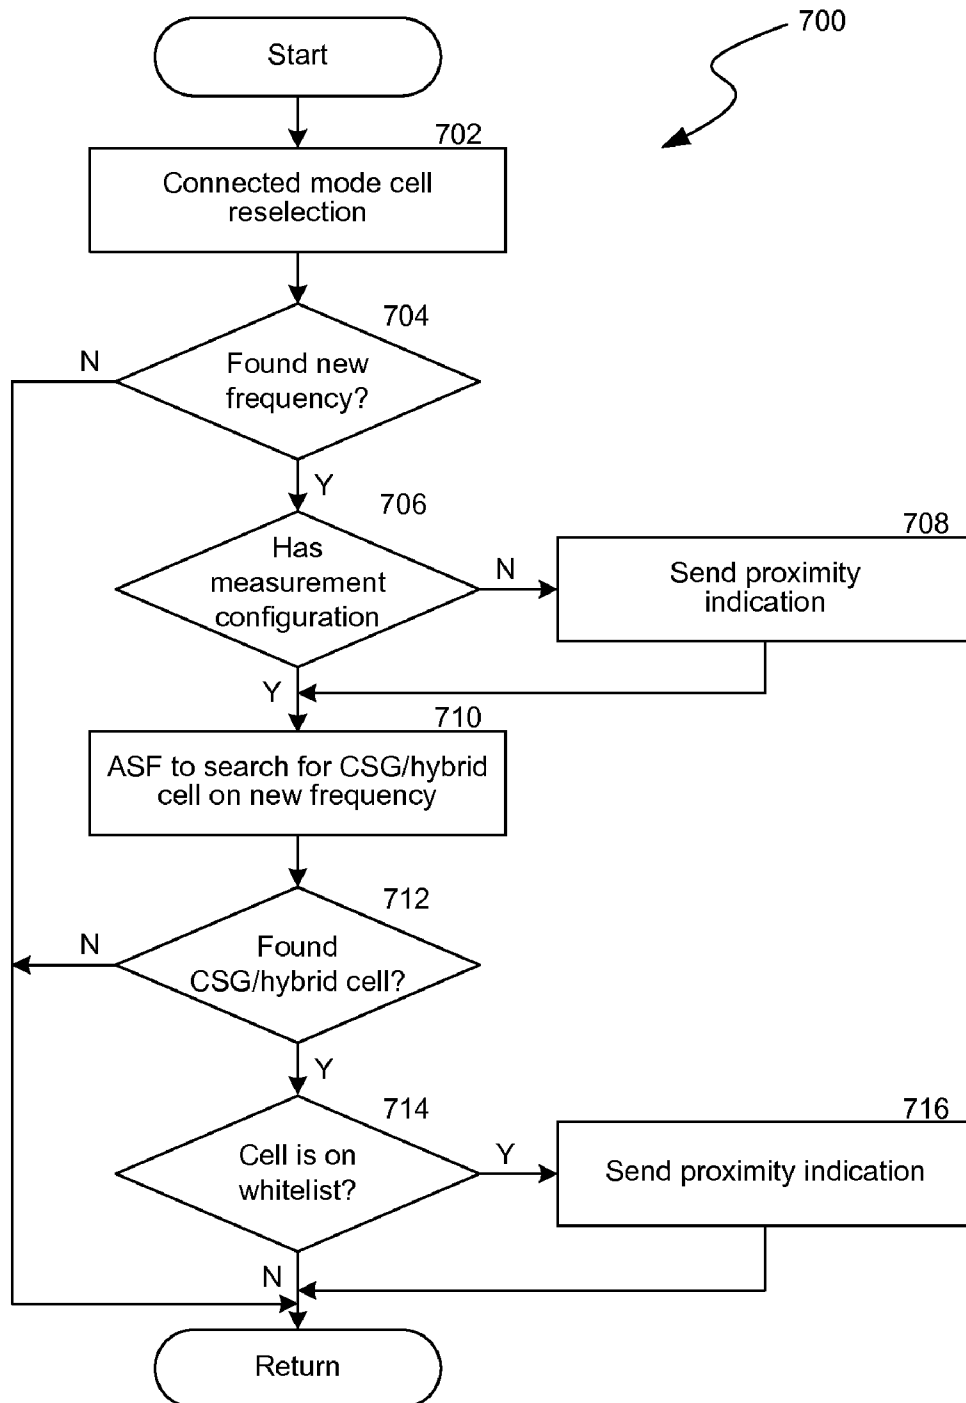 700
Start
702
Connected mode cell
reselection
704
N
Found new
frequency?
Y
706
Has
measurement
configuration
N
708
Send proximity
indication
Y
710
ASF to search for CSG/hybrid
cell on new frequency
712
N
Found
CSG/hybrid cell?
Y
714
Cell is on
whitelist?
Y
716
Send proximity indication
N
Return